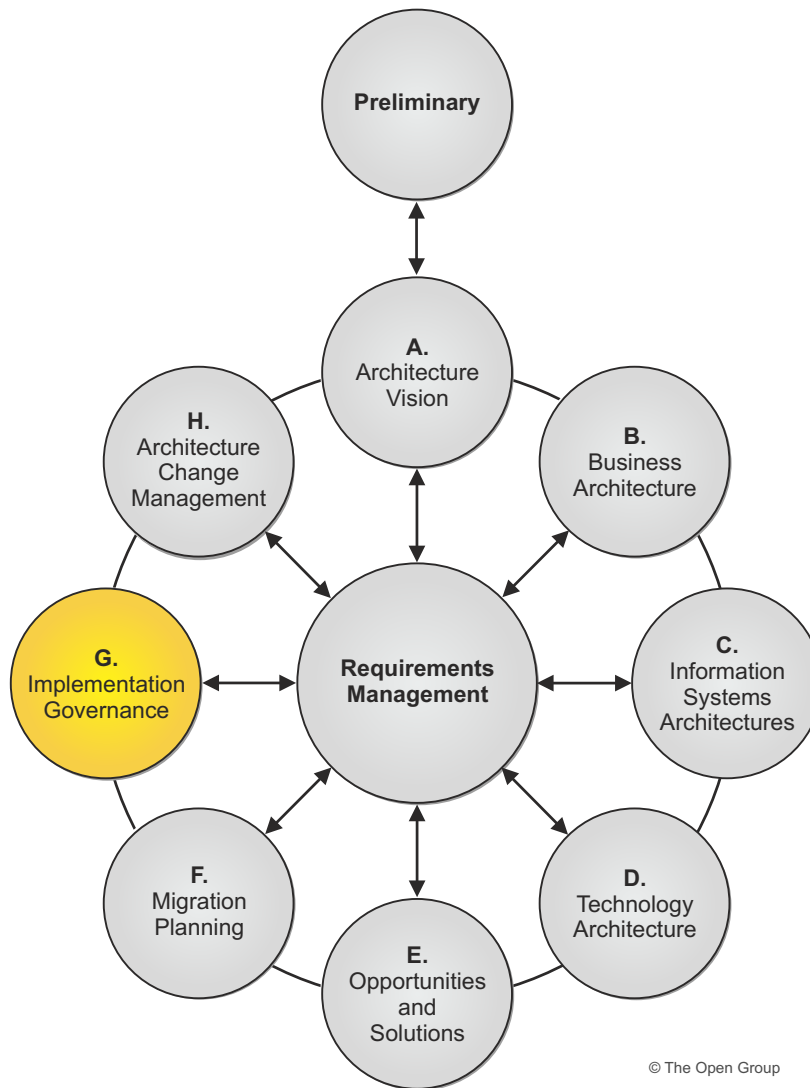 Preliminary
A.
Architecture
Vision
B.
Business
Architecture
C.
Information
Systems
Architectures
D.
Technology
Architecture
E.
Opportunities
and
Solutions
F.
Migration
Planning
G.
Implementation
Governance
H.
Architecture
Change
Management
Requirements
Management
© The Open Group